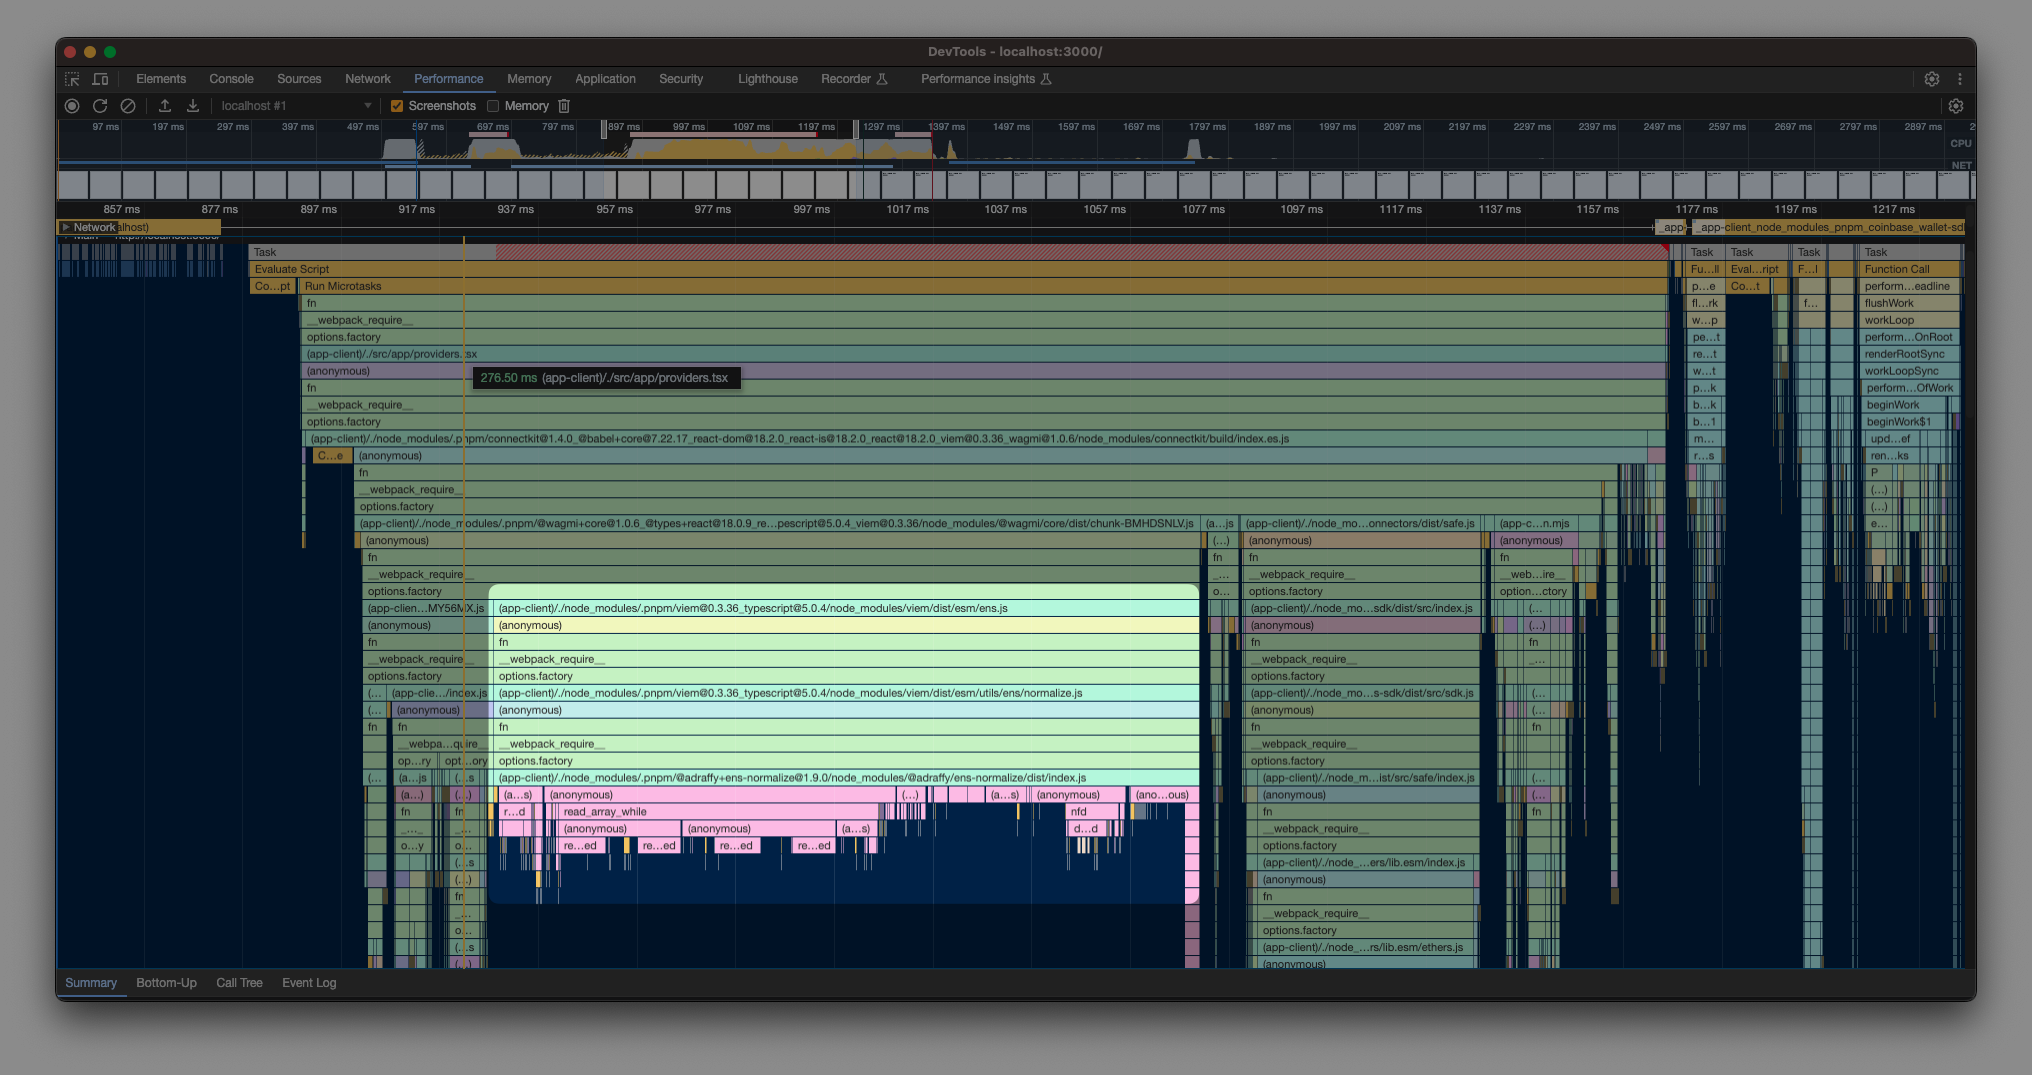 DevTools - localhost:3000/
Elements Console Sources Network Performance Memory Application Security Lighthouse Recorder Performance insights
localhost #1 Screenshots Memory
97 ms 197 ms 297 ms 397 ms 497 ms 597 ms 697 ms 797 ms 897 ms 997 ms 1097 ms 1197 ms 1297 ms 1397 ms 1497 ms 1597 ms 1697 ms 1797 ms 1897 ms 1997 ms 2097 ms 2197 ms 2297 ms 2397 ms 2497 ms 2597 ms 2697 ms 2797 ms 2897 ms
CPU
NET
857 ms 877 ms 897 ms 917 ms 937 ms 957 ms 977 ms 997 ms 1017 ms 1037 ms 1057 ms 1077 ms 1097 ms 1117 ms 1137 ms 1157 ms 1177 ms 1197 ms 1217 ms
Network alhost) _app- _app-client_node_modules_pnpm_coinbase_wallet-sd
Task Task Task Task Task
Evaluate Script Fu...ll Eval...ript F...l Function Call
Co...pt Run Microtasks p...e Co...t perform...eadline
fn fl...rk f... flushWork
__webpack_require__ w...p workLoop
options.factory pe...t perform...OnRoot
(app-client)/./src/app/providers.tsx re...t renderRootSync
(anonymous) w...t workLoopSync
276.50 ms (app-client)/./src/app/providers.tsx
fn p...k perform...OfWork
__webpack_require__ b...k beginWork
options.factory b...1 beginWork$1
(app-client)/./node_modules/.pnpm/connectkit@1.4.0_@babel+core@7.22.17_react-dom@18.2.0_react-is@18.2.0_react@18.2.0_viem@0.3.36_wagmi@1.0.6/node_modules/connectkit/build/index.es.js m... upd...ef
C...e (anonymous) r...s ren...ks
fn P
__webpack_require__ (...)
options.factory (...)
(app-client)/./node_modules/.pnpm/@wagmi+core@1.0.6_@types+react@18.0.9_re...pescript@5.0.4_viem@0.3.36/node_modules/@wagmi/core/dist/chunk-BMHDSNLV.js (a...js (app-client)/./node_mo...onnectors/dist/safe.js (app-c...n.mjs e...
(anonymous) (...) (anonymous) (anonymous)
fn fn fn fn
__webpack_require__ _... __webpack_require__ __web...ire__
options.factory o... options.factory option...ctory
(app-clien...MY56MX.js (app-client)/./node_modules/.pnpm/viem@0.3.36_typescript@5.0.4/node_modules/viem/dist/esm/ens.js (app-client)/./node_mo...sdk/dist/src/index.js (...
(anonymous) (anonymous) (anonymous) (...)
fn fn fn fn
__webpack_require__ __webpack_require__ __webpack_require__ _...
options.factory options.factory options.factory
(... (app-clie.../index.js (app-client)/./node_modules/.pnpm/viem@0.3.36_typescript@5.0.4/node_modules/viem/dist/esm/utils/ens/normalize.js (app-client)/./node_mo...s-sdk/dist/src/sdk.js (...
(... (anonymous) (anonymous) (anonymous) (...
fn fn fn fn fn
__webpa...quire__ __webpack_require__ __webpack_require__
op...ry opt...ory options.factory options.factory
(... (a...js (...s (app-client)/./node_modules/.pnpm/@adraffy+ens-normalize@1.9.0/node_modules/@adraffy/ens-normalize/dist/index.js (app-client)/./node_m...ist/src/safe/index.js (...
(a...) (...) (a...s) (anonymous) (...) (a...s) (anonymous) (ano...ous) (anonymous) (...
fn fn r...d read_array_while nfd fn fn
_..._ _... (anonymous) (anonymous) (a...s) d...d __webpack_require__
o...y o... re...ed re...ed re...ed re...ed options.factory
(...s (app-client)/./node_...ers/lib.esm/index.js
(...) (anonymous)
fn fn
_... __webpack_require__
o... options.factory
(...s (app-client)/./node_...rs/lib.esm/ethers.js
(...) (anonymous)
Summary Bottom-Up Call Tree Event Log